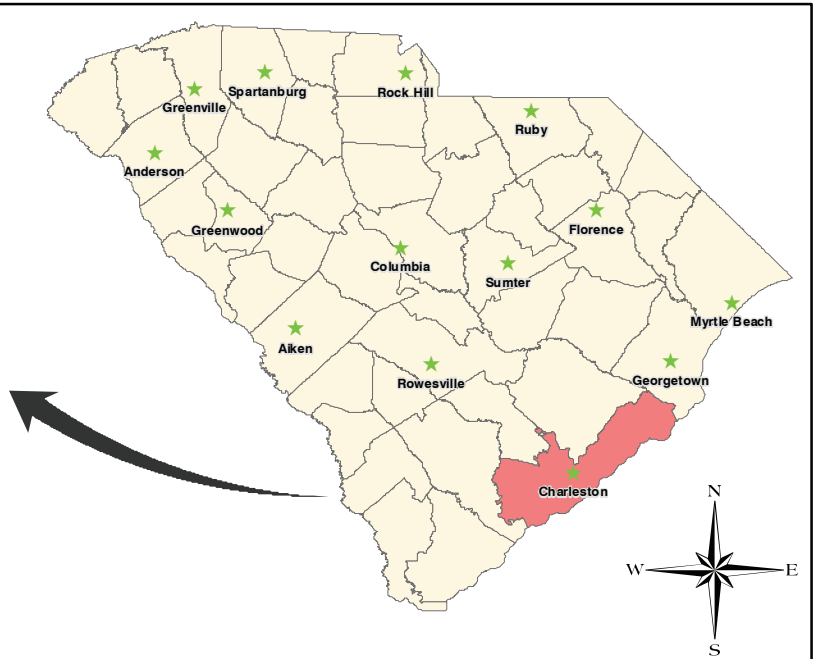 Spartanburg
Rock Hill
Greenville
Ruby
Anderson
Greenwood
Florence
Columbia
Sumter
Myrtle Beach
Aiken
Georgetown
Rowesville
Charleston
N
W
E
S